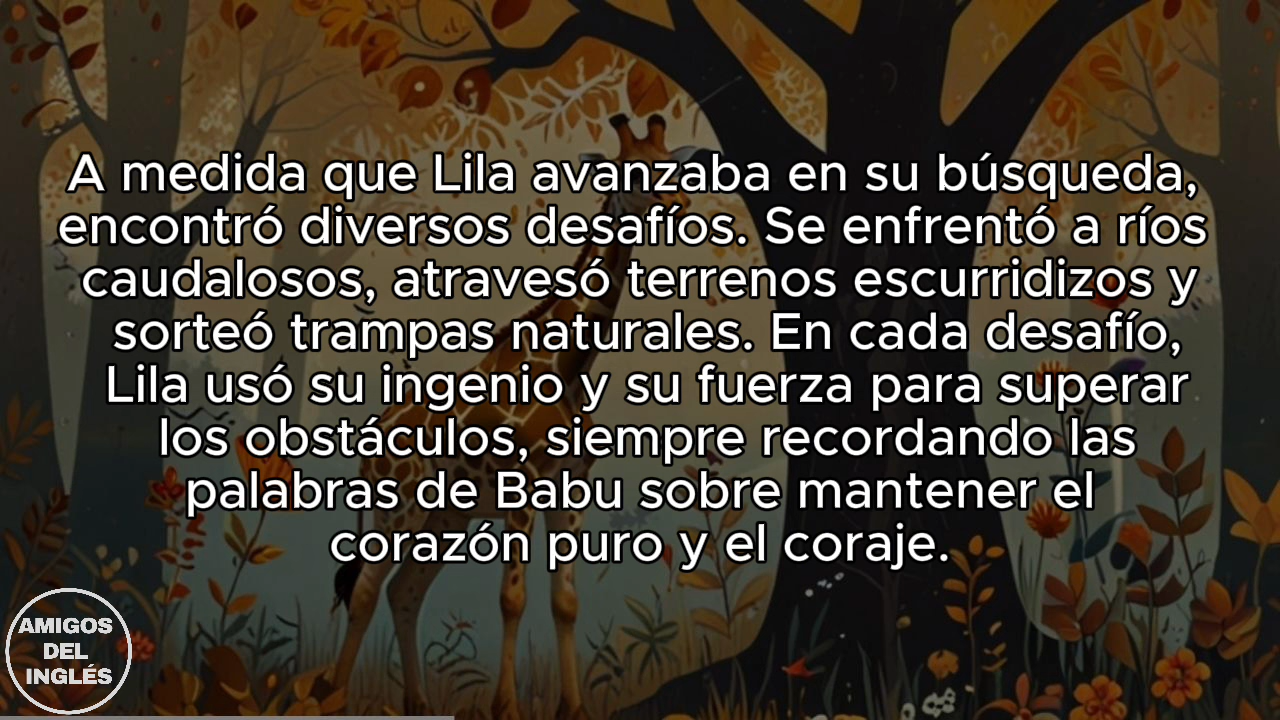 A medida que Lila avanzaba en su búsqueda,
encontró diversos desafíos. Se enfrentó a ríos
caudalosos, atravesó terrenos escurridizos y
sorteó trampas naturales. En cada desafío,
Lila usó su ingenio y su fuerza para superar
los obstáculos, siempre recordando las
palabras de Babu sobre mantener el
corazón puro y el coraje.
AMIGOS
DEL
INGLÉS